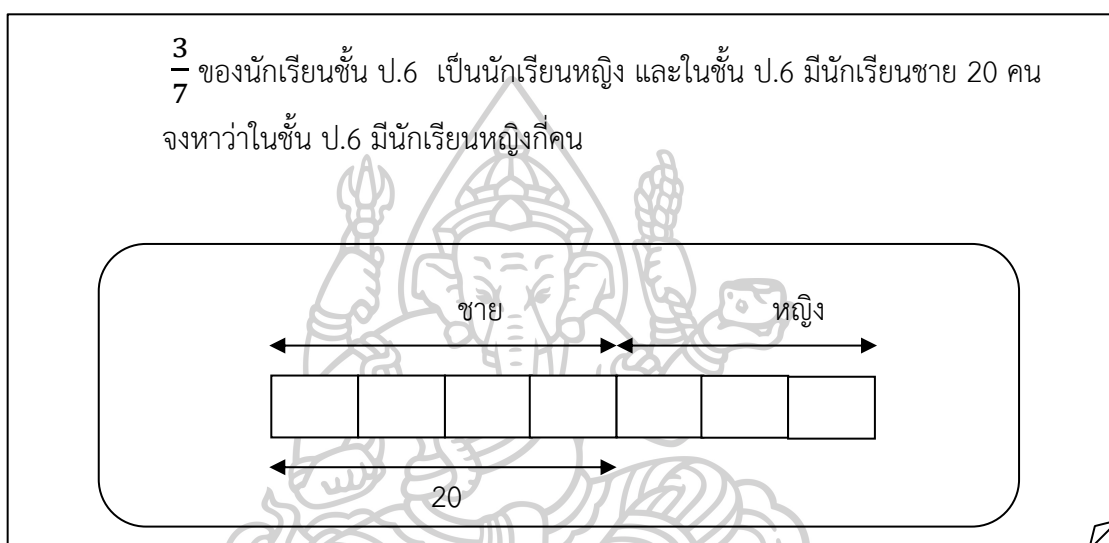 3/7 ของนักเรียนชั้น ป.6 เป็นนักเรียนหญิง และในชั้น ป.6 มีนักเรียนชาย 20 คน
จงหาว่าในชั้น ป.6 มีนักเรียนหญิงกี่คน
ชาย หญิง
20